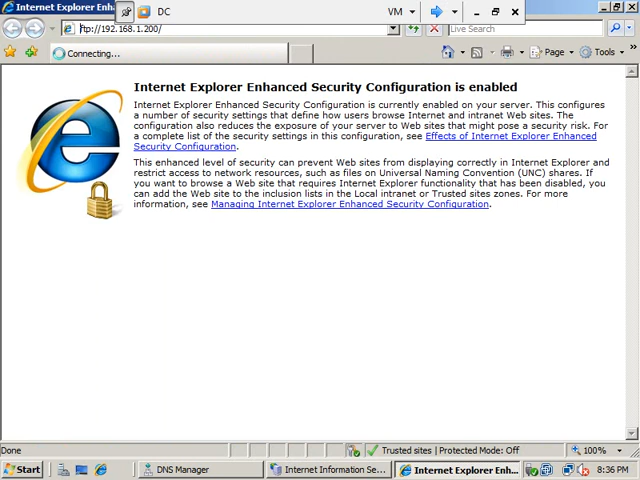 Internet Explorer Enha
DC
VM
ftp://192.168.1.200/
Live Search
Connecting...
Page
Tools
Internet Explorer Enhanced Security Configuration is enabled
Internet Explorer Enhanced Security Configuration is currently enabled on your server. This configures
a number of security settings that define how users browse Internet and intranet Web sites. The
configuration also reduces the exposure of your server to Web sites that might pose a security risk. For
a complete list of the security settings in this configuration, see Effects of Internet Explorer Enhanced
Security Configuration.
This enhanced level of security can prevent Web sites from displaying correctly in Internet Explorer and
restrict access to network resources, such as files on Universal Naming Convention (UNC) shares. If
you want to browse a Web site that requires Internet Explorer functionality that has been disabled, you
can add the Web site to the inclusion lists in the Local intranet or Trusted sites zones. For more
information, see Managing Internet Explorer Enhanced Security Configuration.
Done
Trusted sites | Protected Mode: Off
100%
Start
DNS Manager
Internet Information Se...
Internet Explorer Enh...
8:36 PM